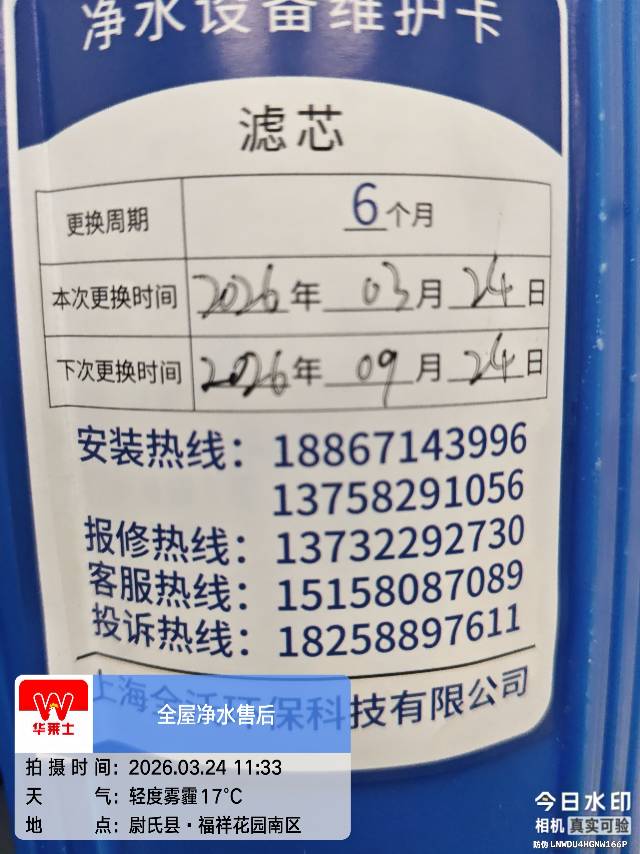 净水设备维护卡
滤芯
更换周期 6个月
本次更换时间 2026年03月24日
下次更换时间 2026年09月24日
安装热线：18867143996
13758291056
报修热线：13732292730
客服热线：15158087089
投诉热线：18258897611
上海 环保科技有限公司
华莱士
全屋净水售后
拍摄时间：2026.03.24 11:33
天气：轻度雾霾17℃
地点：尉氏县·福祥花园南区
今日水印
相机 真实可验
防伪 LNWDU4HGNW166P